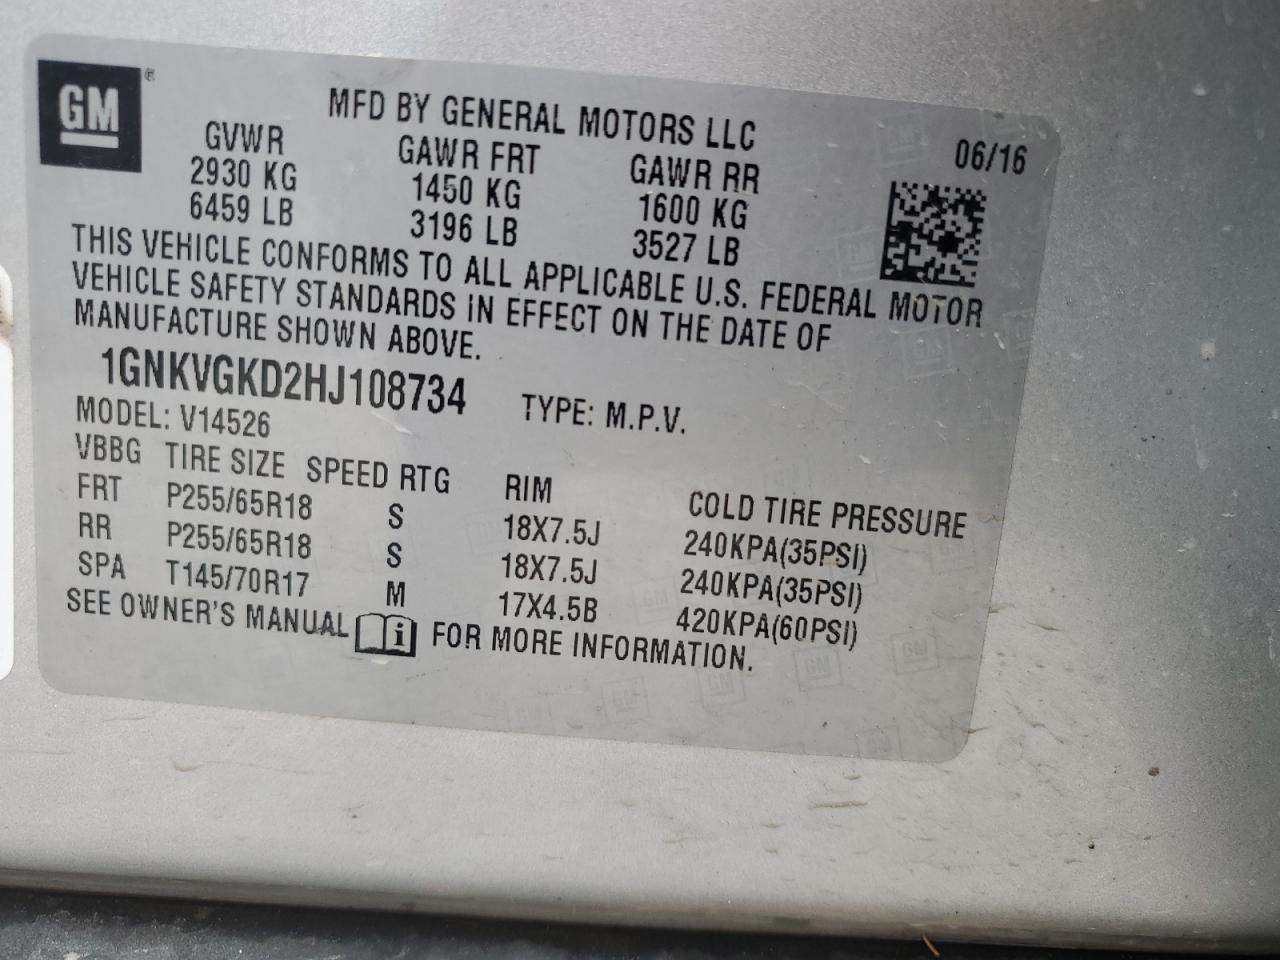 GM®
MFD BY GENERAL MOTORS LLC
06/16
GVWR GAWR FRT GAWR RR
2930 KG 1450 KG 1600 KG
6459 LB 3196 LB 3527 LB
THIS VEHICLE CONFORMS TO ALL APPLICABLE U.S. FEDERAL MOTOR
VEHICLE SAFETY STANDARDS IN EFFECT ON THE DATE OF
MANUFACTURE SHOWN ABOVE.
1GNKVGKD2HJ108734 TYPE: M.P.V.
MODEL: V14526
VBBG TIRE SIZE SPEED RTG RIM COLD TIRE PRESSURE
FRT P255/65R18 S 18X7.5J 240KPA(35PSI)
RR P255/65R18 S 18X7.5J 240KPA(35PSI)
SPA T145/70R17 M 17X4.5B 420KPA(60PSI)
SEE OWNER'S MANUAL i FOR MORE INFORMATION.